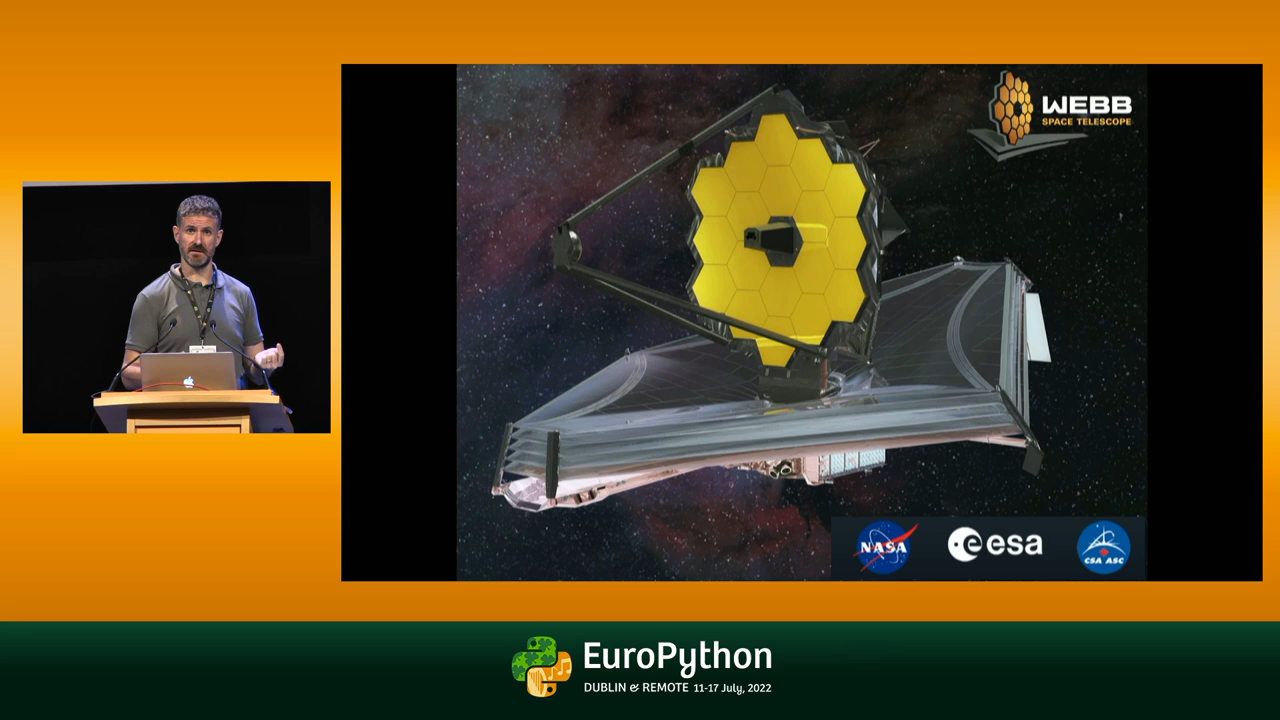 WEBB
SPACE TELESCOPE
NASA
esa
CSA ASC
EuroPython
DUBLIN & REMOTE 11-17 July, 2022